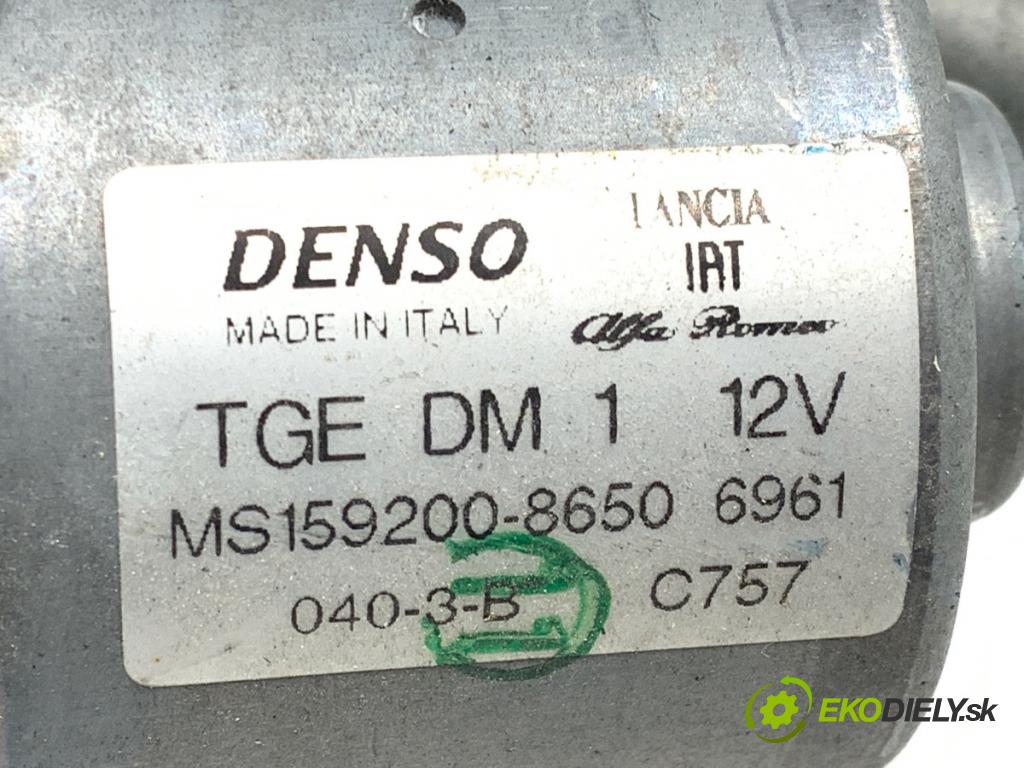 DENSO
LANCIA
MADE IN ITALY
IAT
Alfa Romeo
TGE DM 1 12V
MS159200-8650 6961
040-3-B C757
EKODIELY.sk